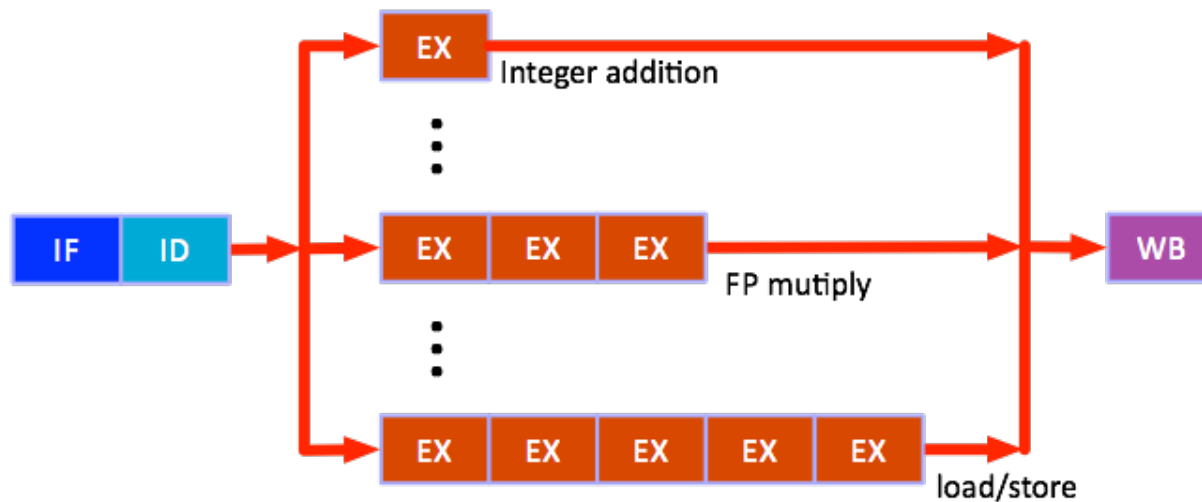 EX
Integer addition
IF ID EX EX EX WB
FP mutiply
EX EX EX EX EX
load/store